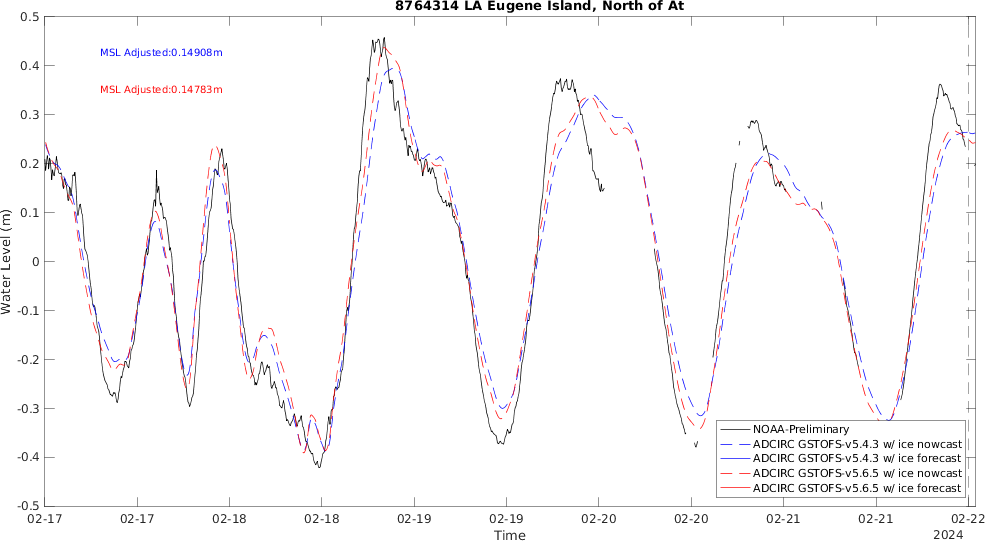 8764314 LA Eugene Island, North of At
MSL Adjusted:0.14908m
MSL Adjusted:0.14783m
0.5
0.4
0.3
0.2
0.1
0
-0.1
-0.2
-0.3
-0.4
-0.5
Water Level (m)
NOAA-Preliminary
ADCIRC GSTOFS-v5.4.3 w/ ice nowcast
ADCIRC GSTOFS-v5.4.3 w/ ice forecast
ADCIRC GSTOFS-v5.6.5 w/ ice nowcast
ADCIRC GSTOFS-v5.6.5 w/ ice forecast
02-17 02-17 02-18 02-18 02-19 02-19 02-20 02-20 02-21 02-21 02-22
Time
2024